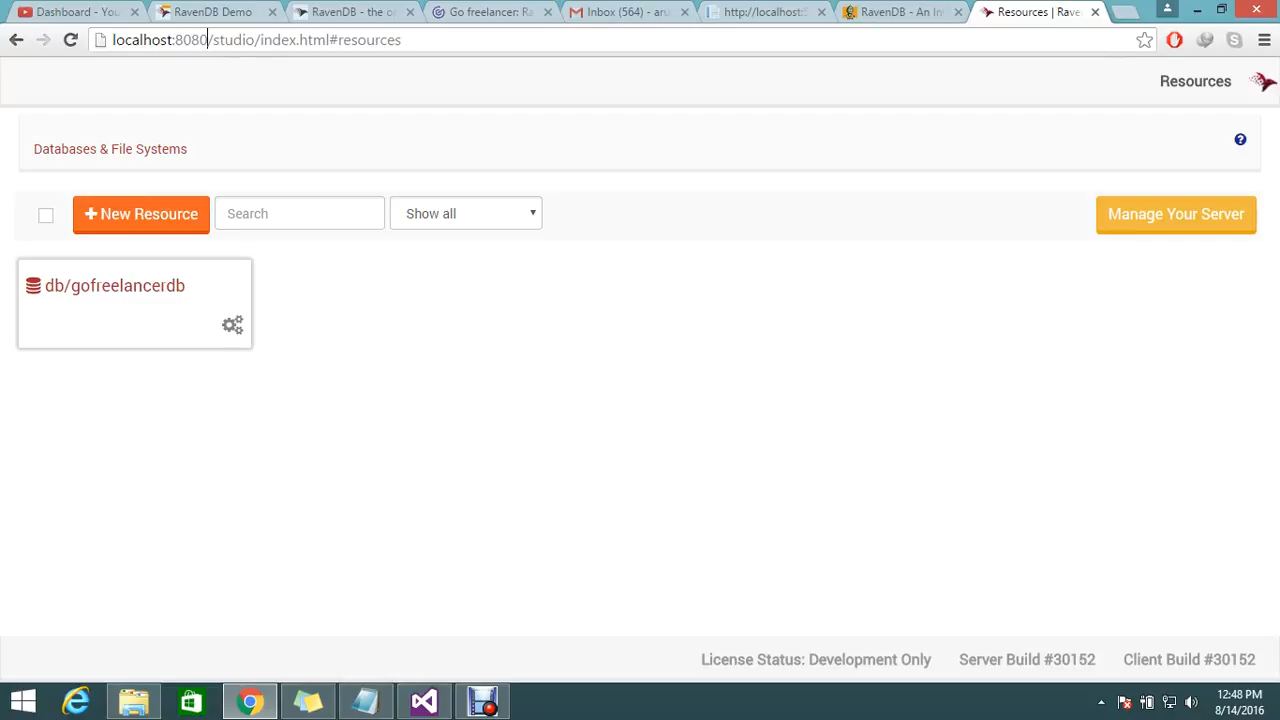 Dashboard - You
RavenDB Demo
RavenDB - the o
Go freelancer: Ra
Inbox (564) - aru
http://localhost:
RavenDB - An In
Resources | Rave
localhost:8080/studio/index.html#resources
Resources
Databases & File Systems
?
+ New Resource
Search
Show all
Manage Your Server
db/gofreelancerdb
License Status: Development Only
Server Build #30152
Client Build #30152
12:48 PM
8/14/2016